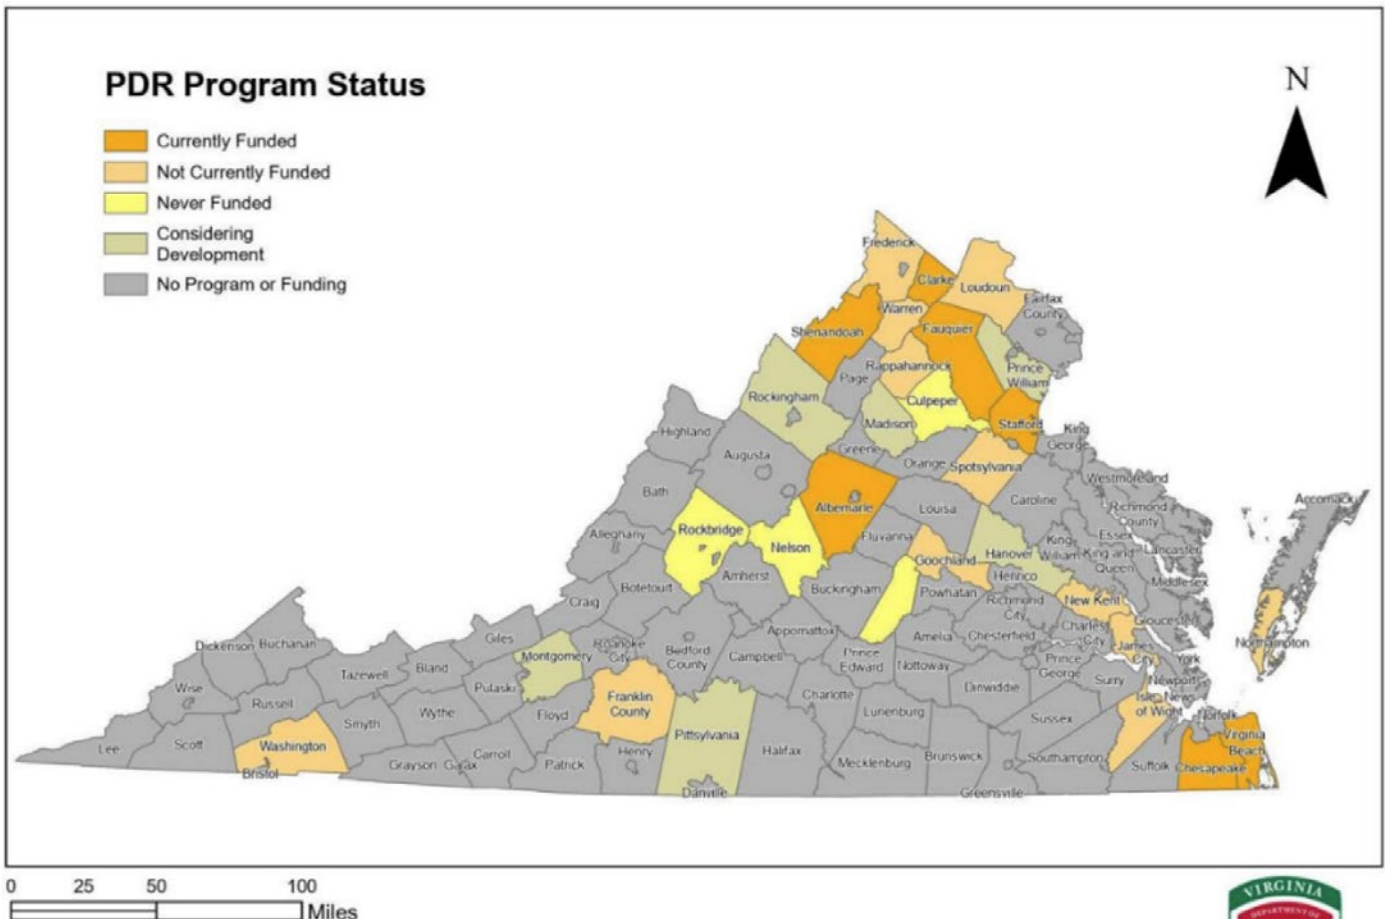 PDR Program Status
N
Currently Funded
Not Currently Funded
Never Funded
Considering
Development
No Program or Funding
Frederick
Clarke
Loudoun
Fairfax
County
Warren
Shenandoah
Fauquier
Rappahannock
Page
Prince
William
Rockingham
Culpeper
Madison
Stafford
King
George
Highland
Greene
Augusta
Orange
Spotsylvania
Westmoreland
Bath
Caroline
Accomack
Albemarle
Louisa
Richmond
County
Rockbridge
Alleghany
Fluvanna
Essex
Nelson
King
William
King and
Queen
Lancaster
Goochland
Hanover
Henrico
Botetourt
Amherst
Buckingham
Powhatan
Middlesex
Craig
Richmond
City
New Kent
Gloucester
Charles
City
Giles
Appomattox
Amelia
Chesterfield
Dickenson
Buchanan
Roanoke
City
Bedford
County
James
City
Northampton
Montgomery
Campbell
Prince
Edward
Nottoway
Prince
George
York
Tazewell
Bland
Surry
Newport
News
Wise
Pulaski
Charlotte
Dinwiddie
Isle
of Wight
Russell
Franklin
County
Wythe
Floyd
Lunenburg
Sussex
Norfolk
Smyth
Pittsylvania
Virginia
Beach
Lee
Scott
Washington
Carroll
Henry
Halifax
Brunswick
Southampton
Grayson
Galax
Patrick
Mecklenburg
Suffolk
Chesapeake
Bristol
Danville
Greensville
0 25 50 100
Miles
VIRGINIA
DEPARTMENT OF